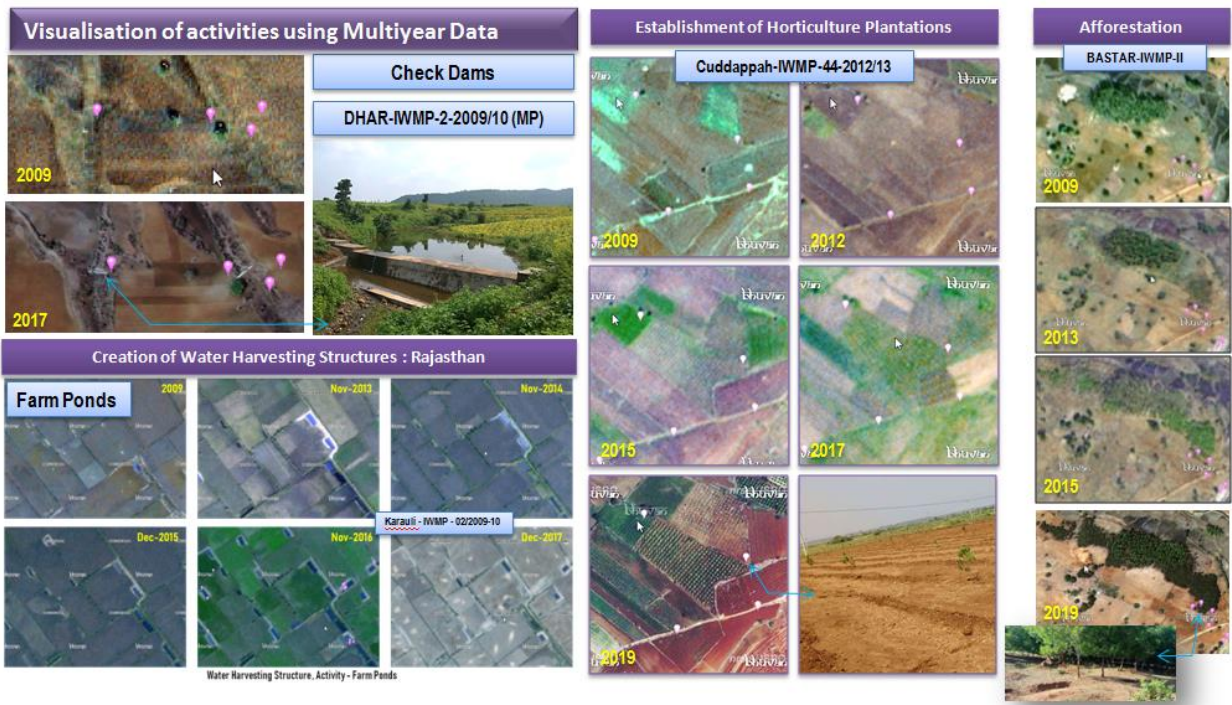 Visualisation of activities using Multiyear Data
2009
2017
Check Dams
DHAR-IWMP-2-2009/10 (MP)
Creation of Water Harvesting Structures : Rajasthan
Farm Ponds
2009
Nov-2013
Nov-2014
Karauli - IWMP - 02/2009-10
Dec-2015
Nov-2016
Dec-2017
Water Harvesting Structure, Activity - Farm Ponds
Establishment of Horticulture Plantations
Cuddappah-IWMP-44-2012/13
2009
2012
2015
2017
2019
Afforestation
BASTAR-IWMP-II
2009
2013
2015
2019